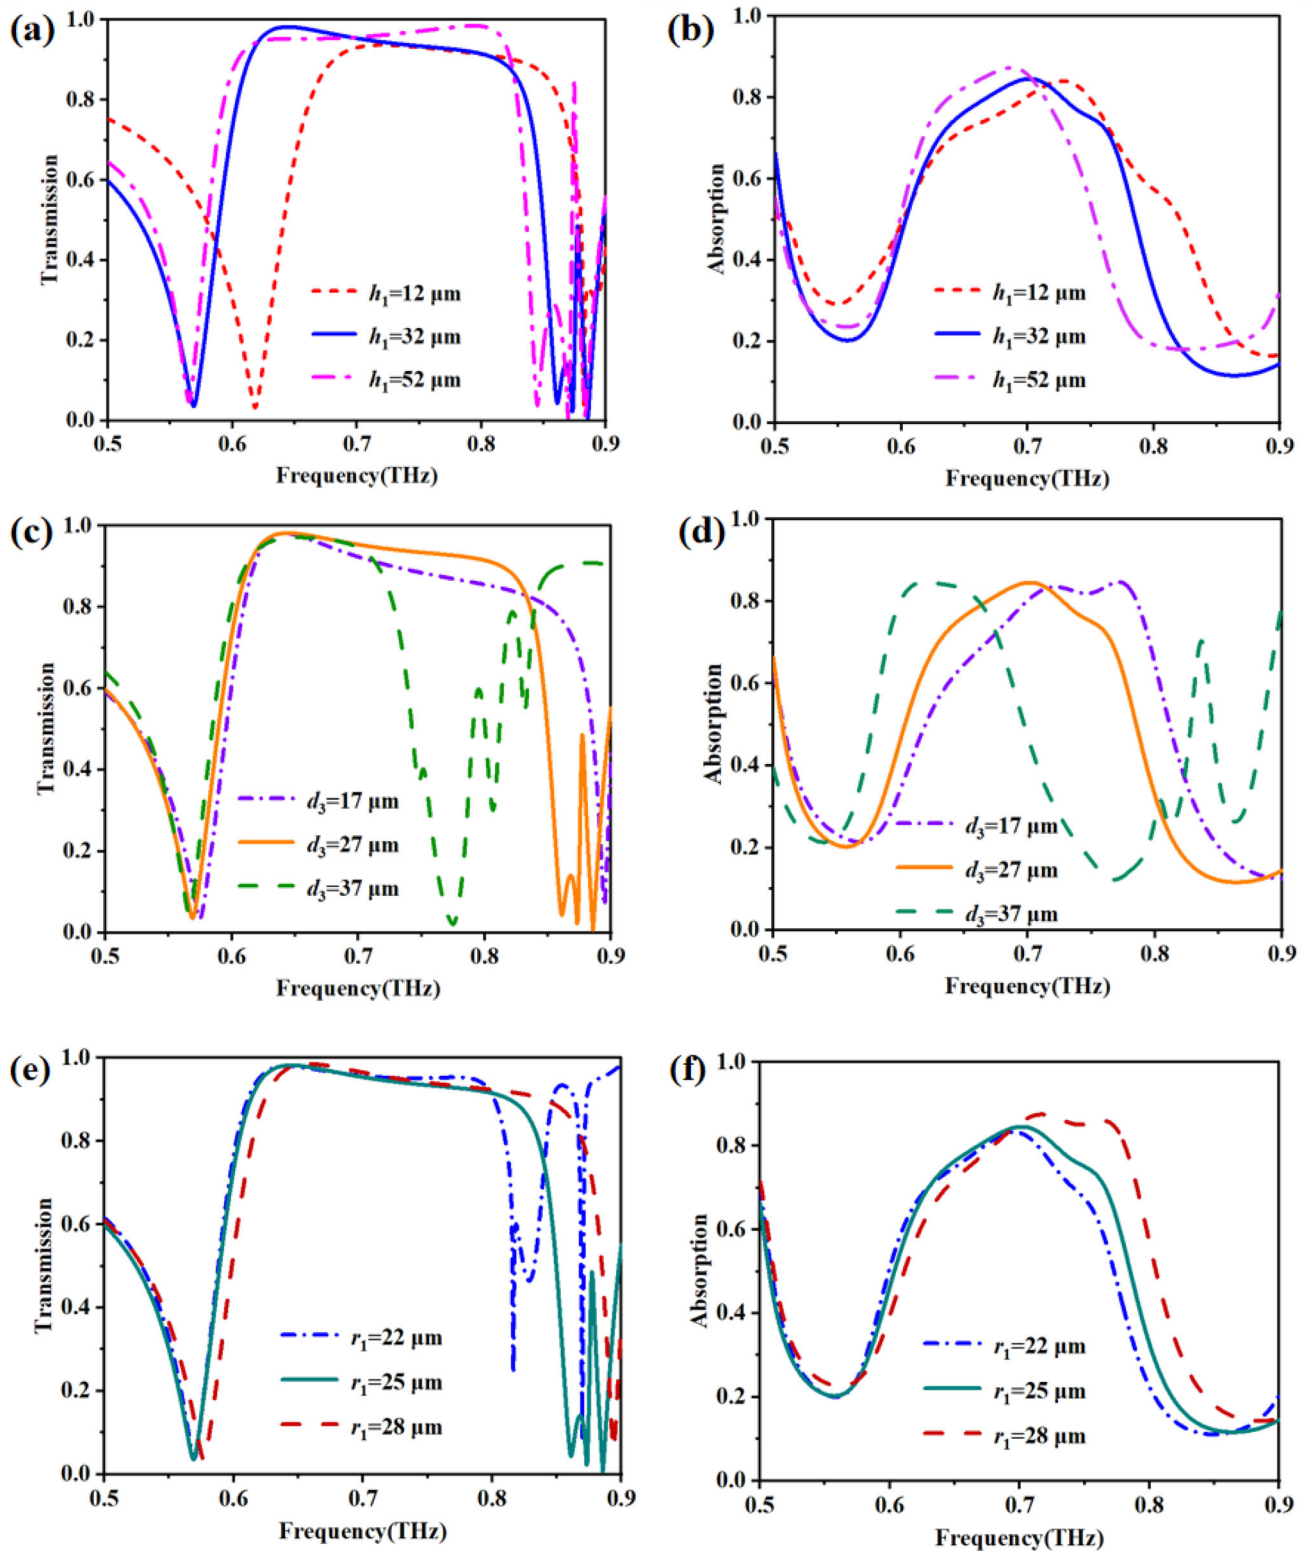 (a)
1.0
0.8
0.6
0.4
0.2
0.0
Transmission
h1=12 μm
h1=32 μm
h1=52 μm
0.5 0.6 0.7 0.8 0.9
Frequency(THz)
(b)
1.0
0.8
0.6
0.4
0.2
0.0
Absorption
h1=12 μm
h1=32 μm
h1=52 μm
0.5 0.6 0.7 0.8 0.9
Frequency(THz)
(c)
1.0
0.8
0.6
0.4
0.2
0.0
Transmission
d3=17 μm
d3=27 μm
d3=37 μm
0.5 0.6 0.7 0.8 0.9
Frequency(THz)
(d)
1.0
0.8
0.6
0.4
0.2
0.0
Absorption
d3=17 μm
d3=27 μm
d3=37 μm
0.5 0.6 0.7 0.8 0.9
Frequency(THz)
(e)
1.0
0.8
0.6
0.4
0.2
0.0
Transmission
r1=22 μm
r1=25 μm
r1=28 μm
0.5 0.6 0.7 0.8 0.9
Frequency(THz)
(f)
1.0
0.8
0.6
0.4
0.2
0.0
Absorption
r1=22 μm
r1=25 μm
r1=28 μm
0.5 0.6 0.7 0.8 0.9
Frequency(THz)